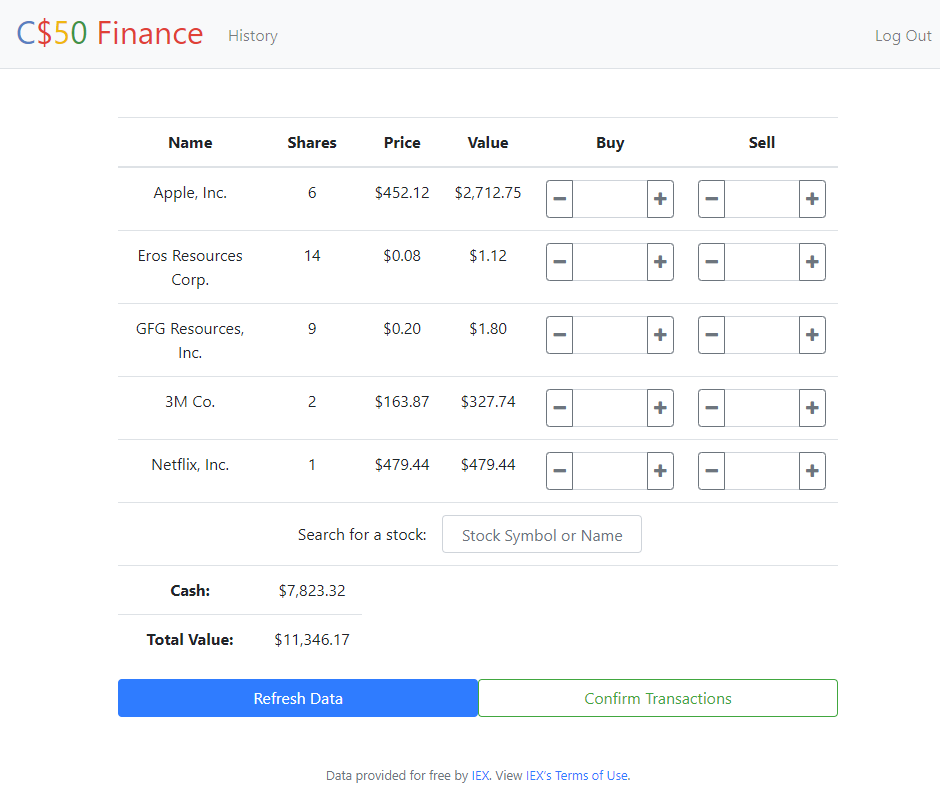 C$50 Finance History Log Out
Name Shares Price Value Buy Sell
Apple, Inc. 6 $452.12 $2,712.75
Eros Resources 14 $0.08 $1.12
Corp.
GFG Resources, 9 $0.20 $1.80
Inc.
3M Co. 2 $163.87 $327.74
Netflix, Inc. 1 $479.44 $479.44
Search for a stock: Stock Symbol or Name
Cash: $7,823.32
Total Value: $11,346.17
Refresh Data Confirm Transactions
Data provided for free by IEX. View IEX's Terms of Use.